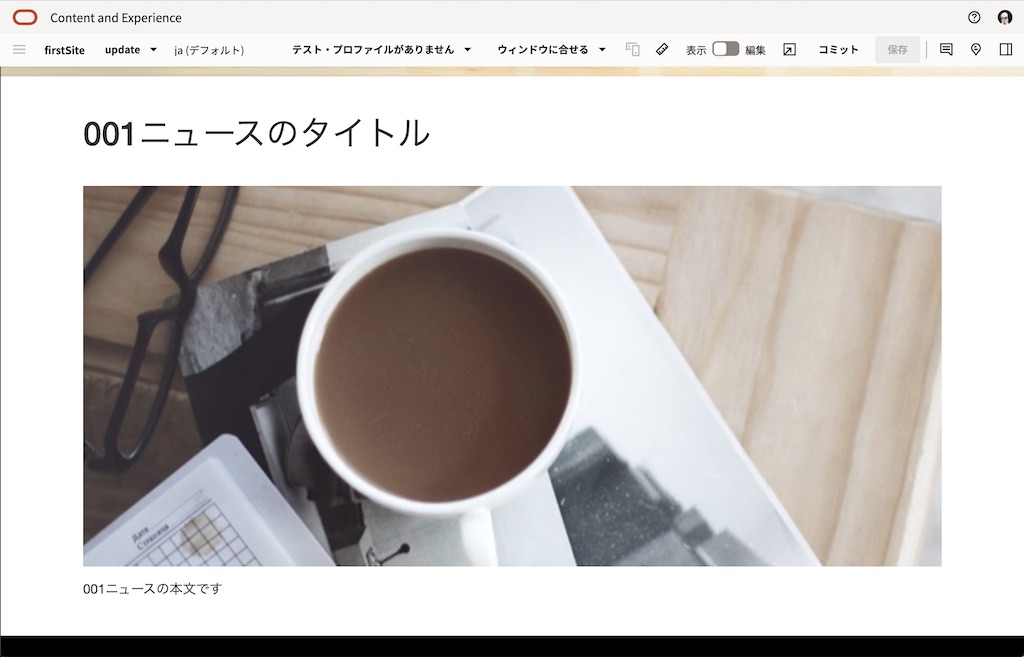 Content and Experience
firstSite update ja (デフォルト) テスト・プロファイルがありません ウィンドウに合せる 表示 編集 コミット 保存
001ニュースのタイトル
001ニュースの本文です